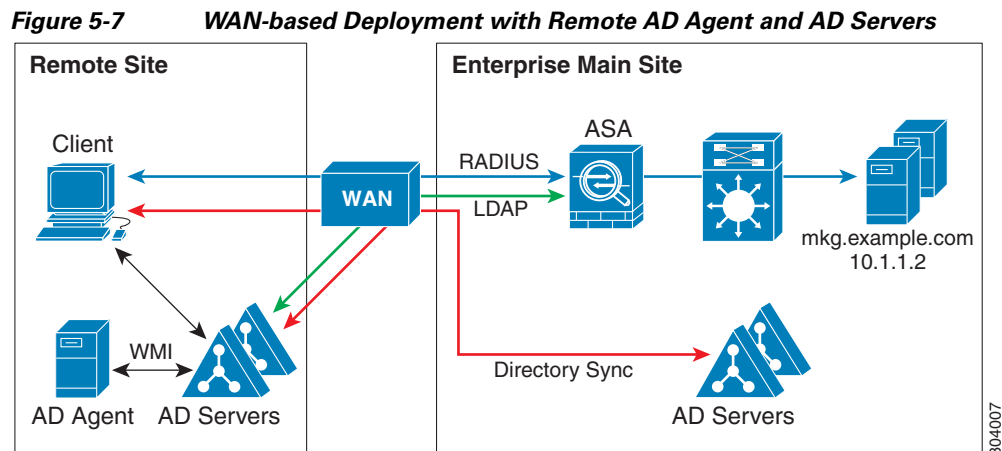 Figure 5-7 WAN-based Deployment with Remote AD Agent and AD Servers
Remote Site
Enterprise Main Site
Client
ASA
RADIUS
WAN
LDAP
mkg.example.com
10.1.1.2
WMI
Directory Sync
AD Agent
AD Servers
AD Servers
304007